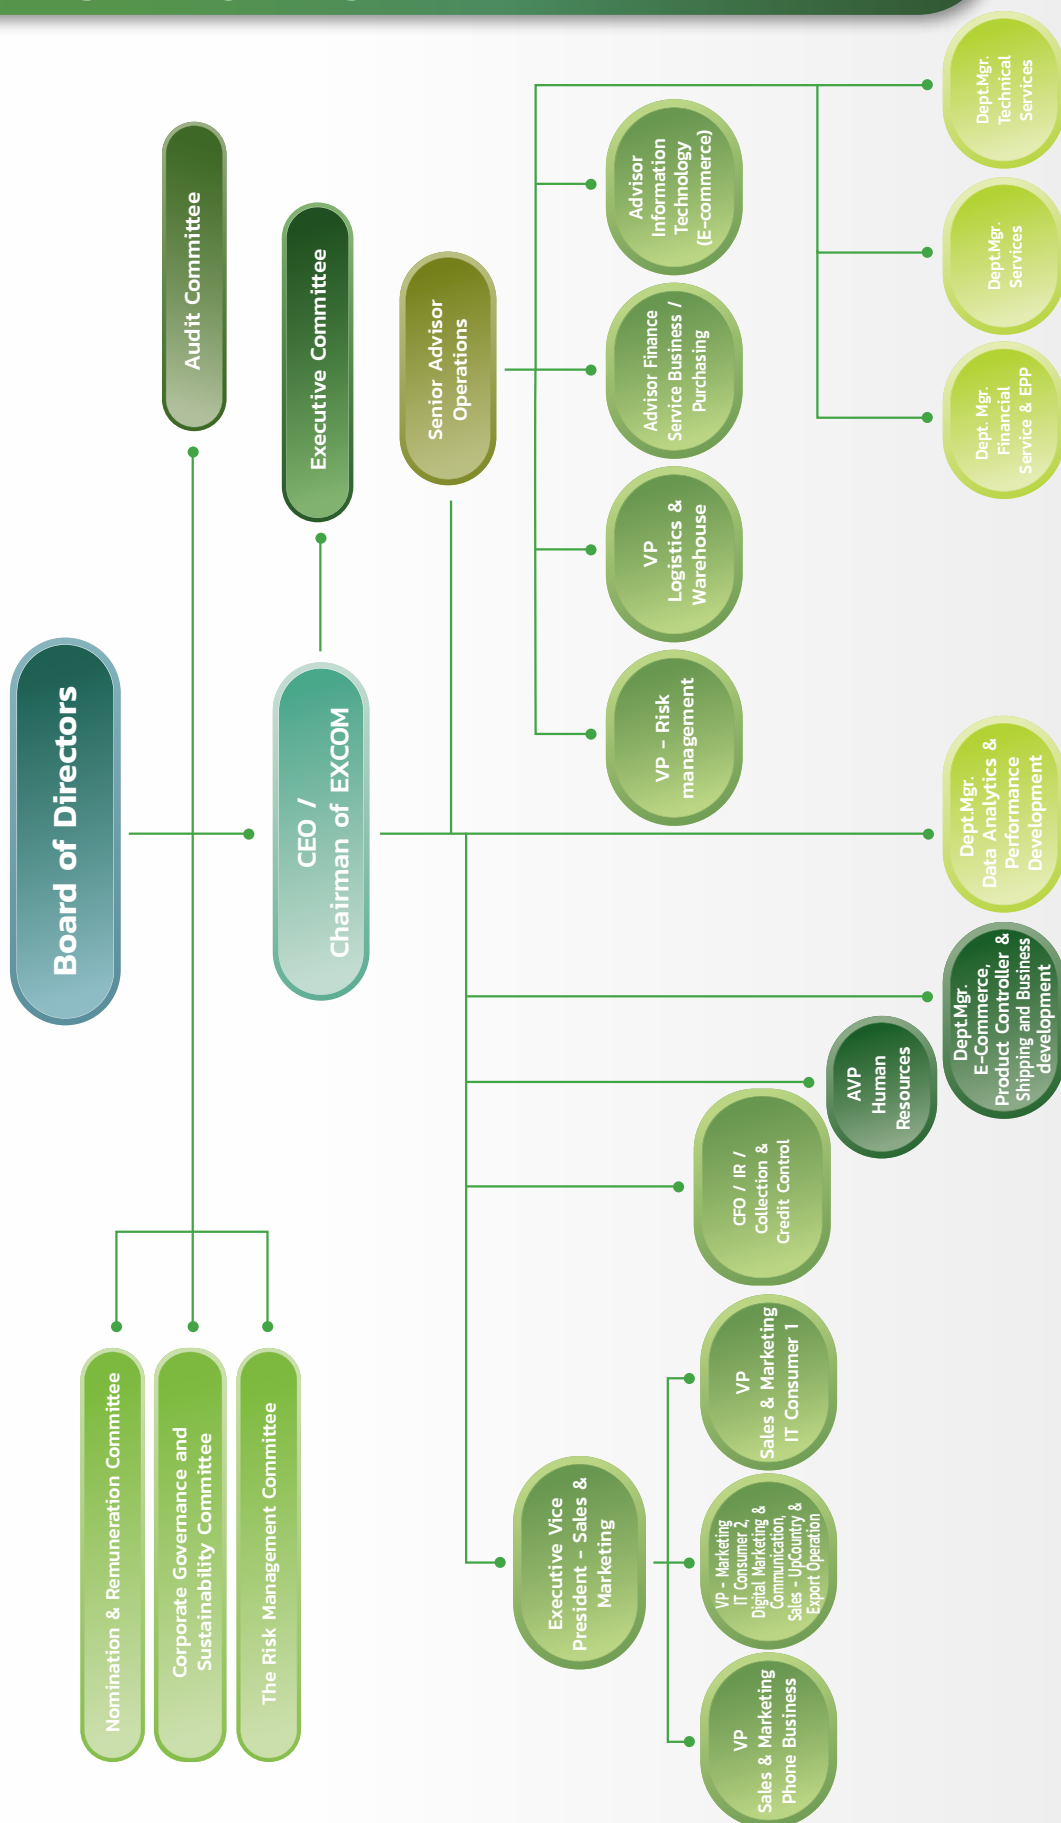 Board of Directors
Nomination & Remuneration Committee
Corporate Governance and
Sustainability Committee
The Risk Management Committee
Audit Committee
CEO /
Chairman of EXCOM
Executive Committee
Senior Advisor
Operations
Executive Vice
President - Sales &
Marketing
VP
Sales & Marketing
Phone Business
VP - Marketing
IT Consumer 2,
Digital Marketing &
Communication,
Sales - UpCountry &
Export Operation
VP
Sales & Marketing
IT Consumer 1
CFO / IR /
Collection &
Credit Control
AVP
Human
Resources
Dept.Mgr.
E-Commerce,
Product Controller &
Shipping and Business
development
Dept.Mgr.
Data Analytics &
Performance
Development
VP - Risk
management
VP
Logistics &
Warehouse
Advisor Finance
Service Business /
Purchasing
Advisor
Information
Technology
(E-commerce)
Dept. Mgr.
Financial
Service & EPP
Dept.Mgr.
Services
Dept.Mgr.
Technical
Services